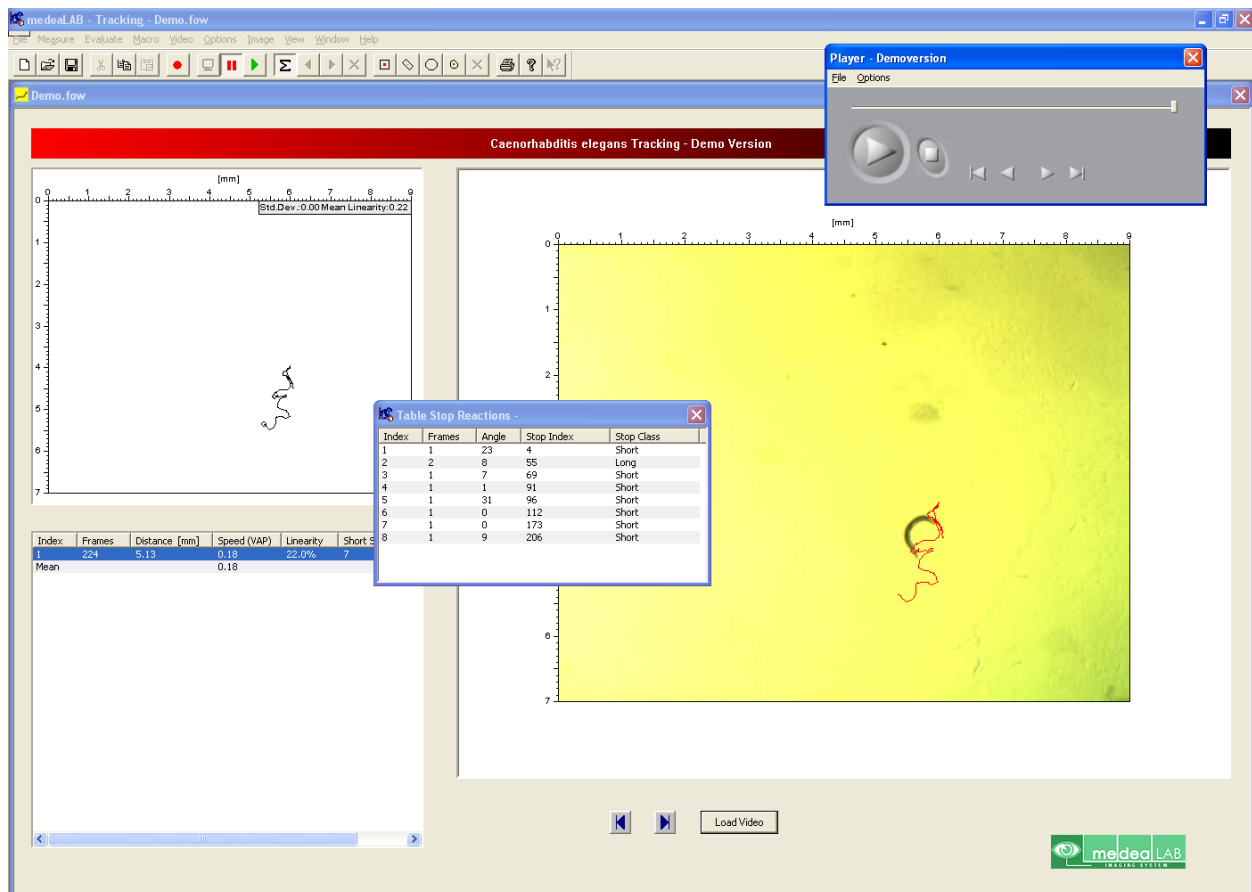 medeaLAB - Tracking - Demo.fow
File Measure Evaluate Macro Video Options Image View Window Help
Player - Demoversion
File Options
Demo.fow
Caenorhabditis elegans Tracking - Demo Version
[mm]
0 1 2 3 4 5 6 7 8 9
0
Std.Dev.:0.00 Mean Linearity:0.22
1
2
3
4
5
6
7
[mm]
0 1 2 3 4 5 6 7 8 9
0
1
2
6
7
Table Stop Reactions -
Index Frames Angle Stop Index Stop Class
1 1 23 4 Short
2 2 8 55 Long
3 1 7 69 Short
4 1 1 91 Short
5 1 31 96 Short
6 1 0 112 Short
7 1 0 173 Short
8 1 9 206 Short
Index Frames Distance [mm] Speed (VAP) Linearity Short S
1 224 5.13 0.18 22.0% 7
Mean 0.18
Load Video
medea LAB
IMAGING SYSTEM